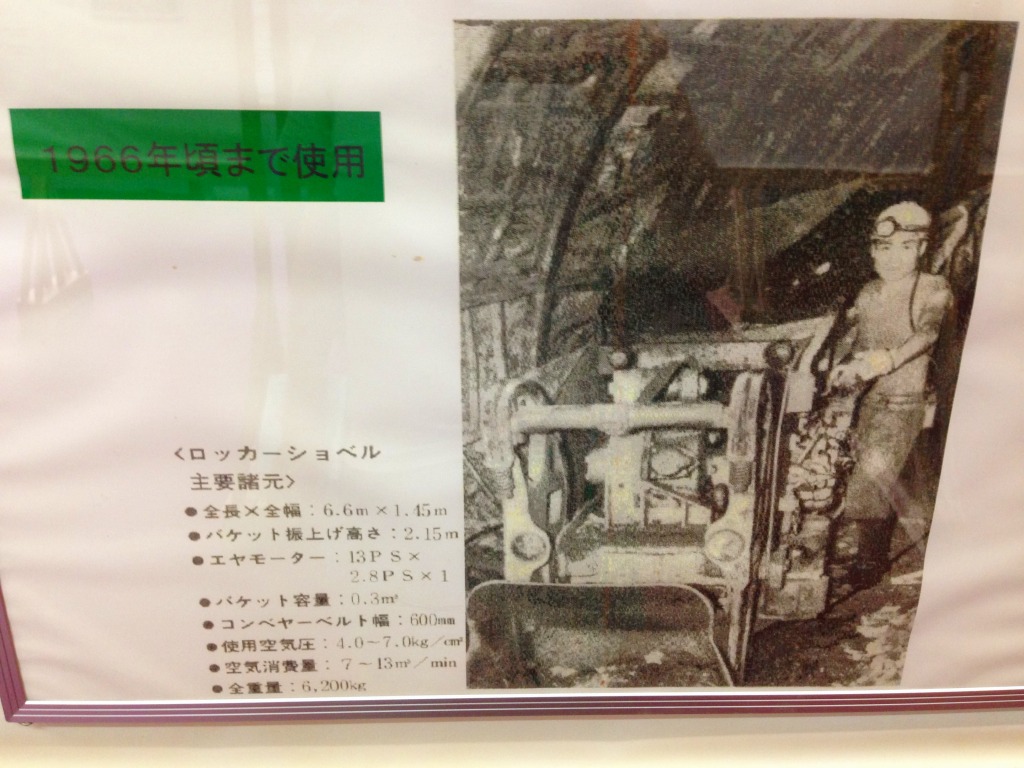 1966年頃まで使用
〈ロッカーショベル
主要諸元〉
●全長×全幅：6.6m×1.45m
●バケット振上げ高さ：2.15m
●エヤモーター：13PS×
2.8PS×1
●バケット容量：0.3m³
●コンベヤーベルト幅：600mm
●使用空気圧：4.0～7.0kg／cm²
●空気消費量：7～13m³／min
●全重量：6,200kg